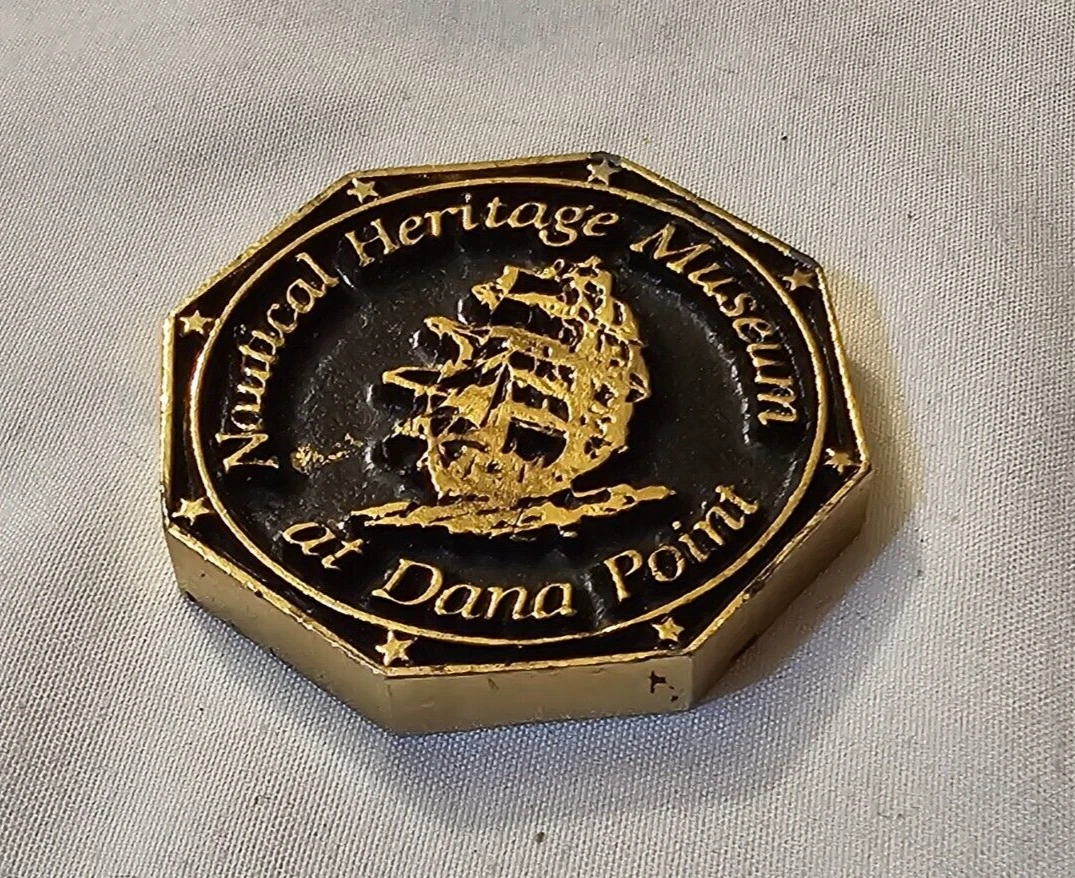 Nautical Heritage Museum
at Dana Point